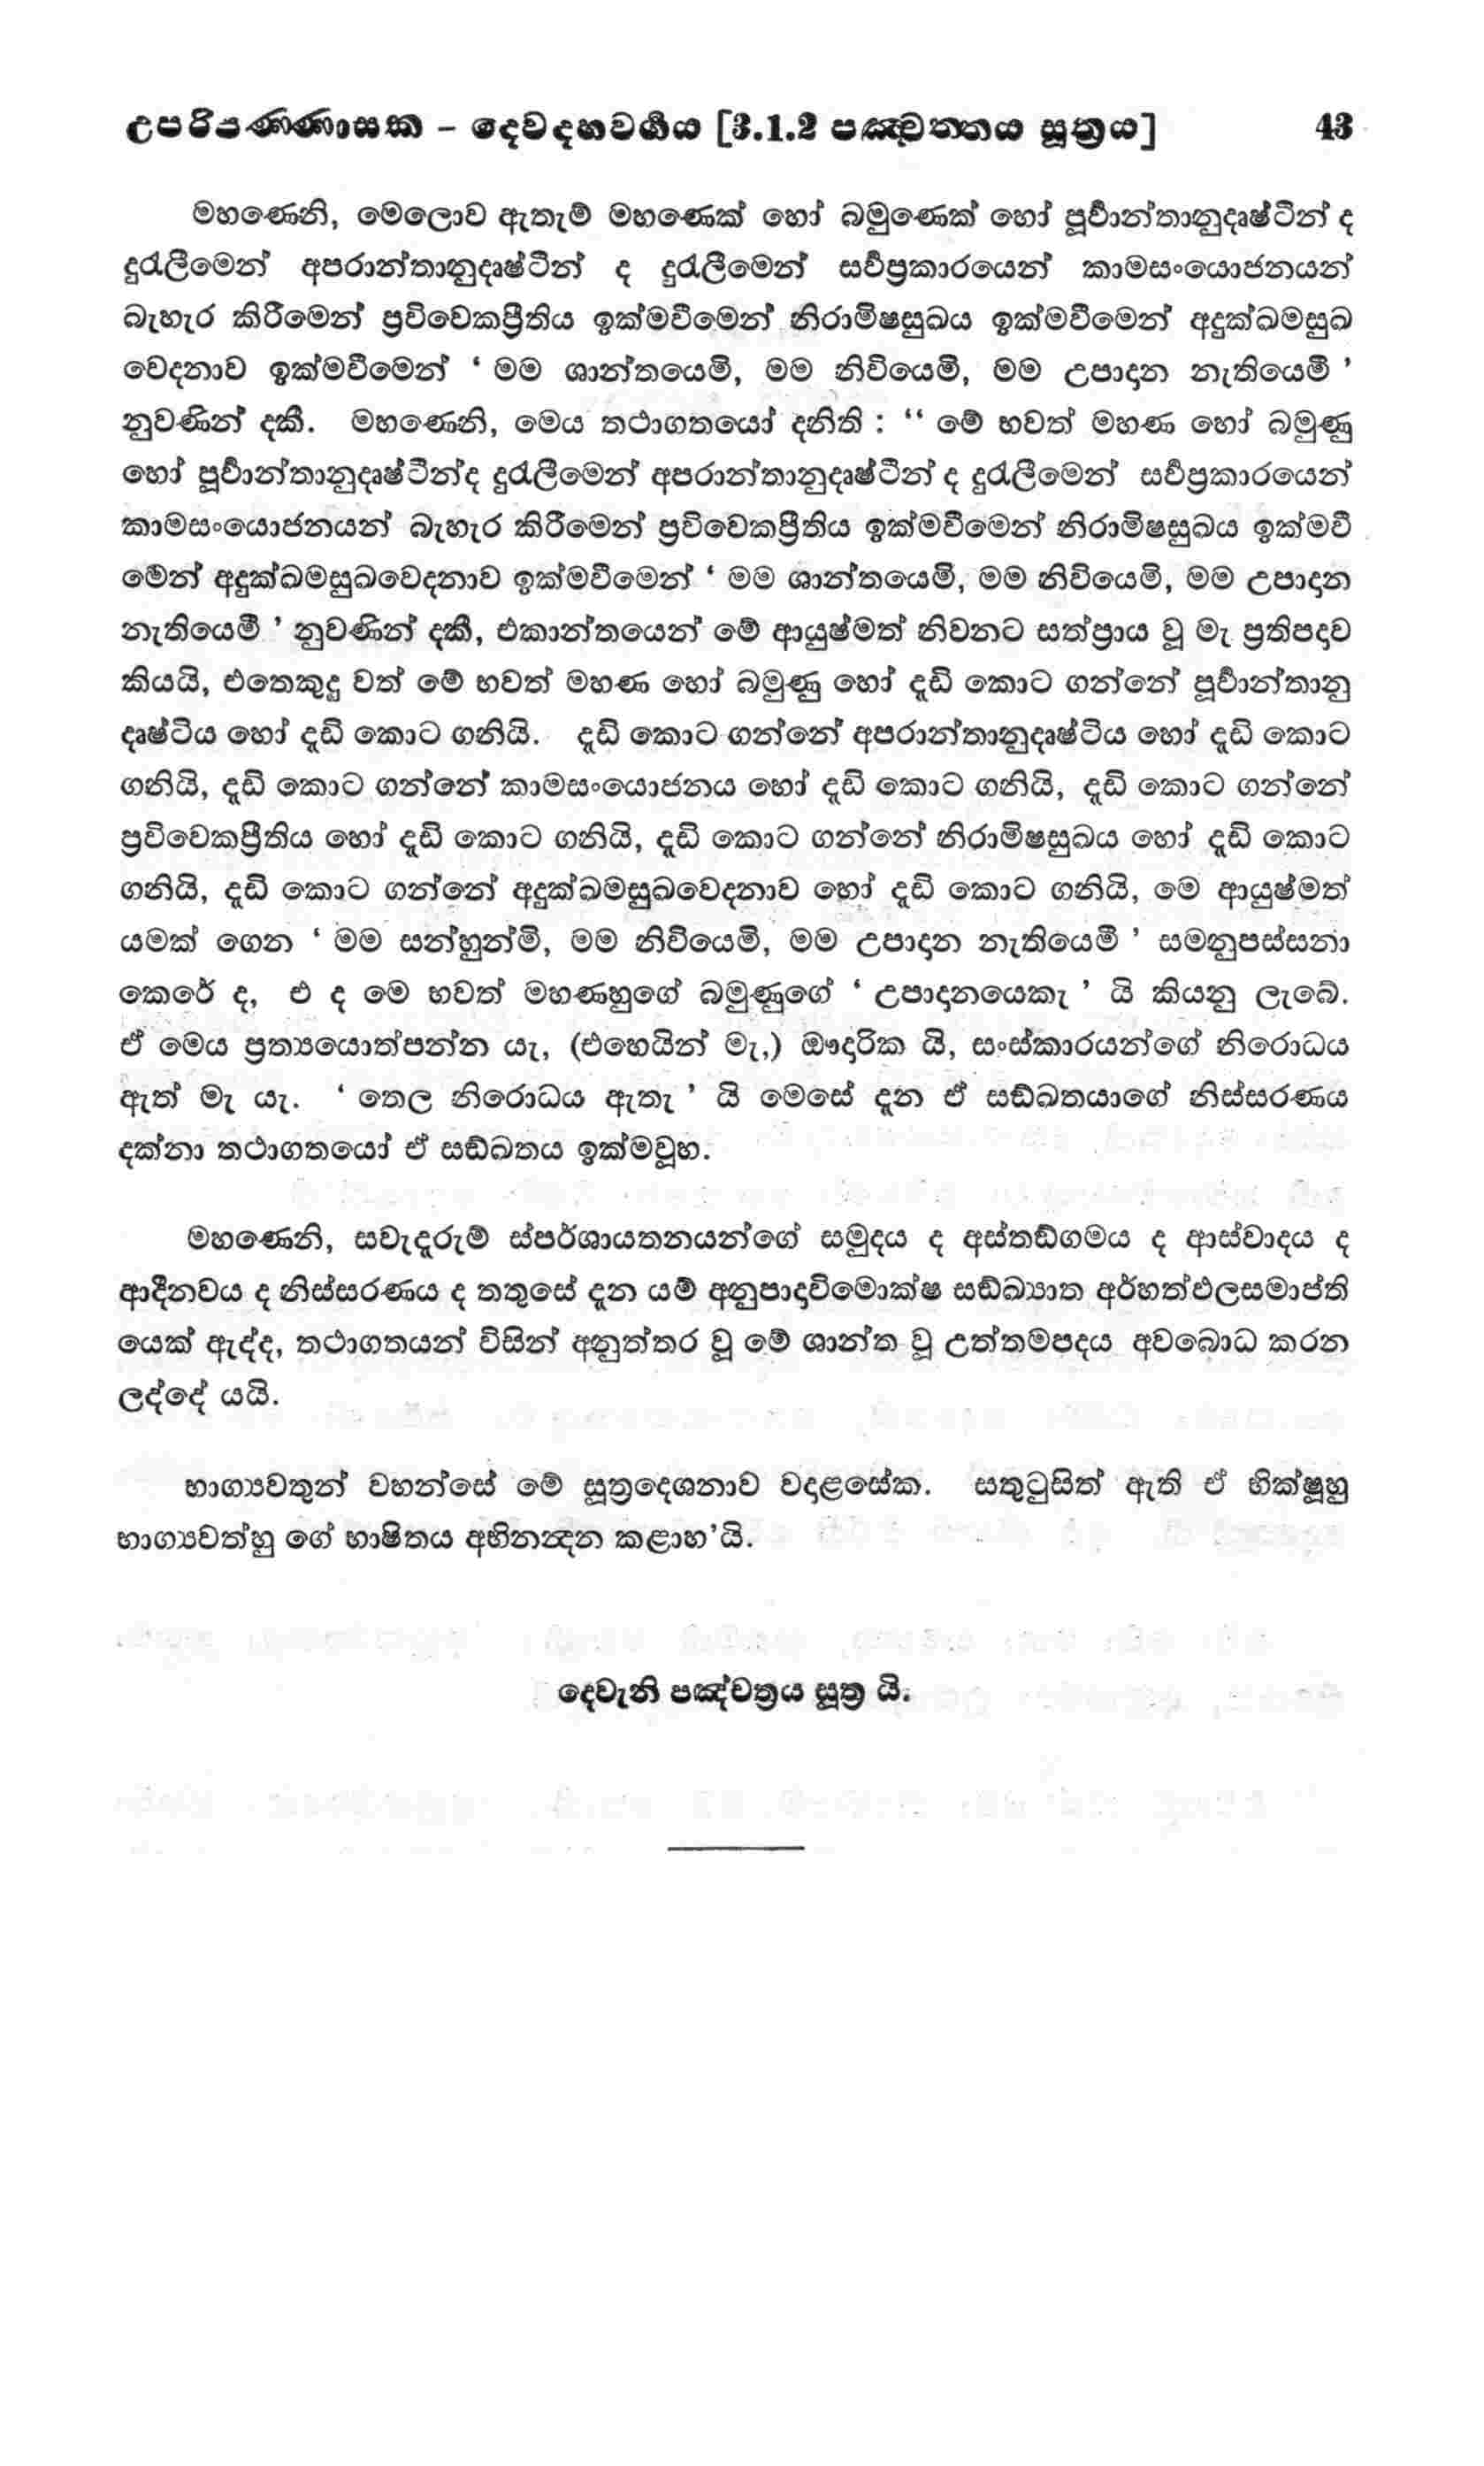 උපරිපණ්ණාසක – දෙවදහවර්‍ගය [3.1.2 පඤ්චත්තය සූත්‍රය] 43
මහණෙනි, මෙලොව ඇතැම් මහණෙක් හෝ බමුණෙක් හෝ පූර්‍වාන්තානුදෘෂ්ටීන් ද
දුරැලීමෙන් අපරාන්තානුදෘෂ්ටීන් ද දුරැලීමෙන් සර්‍වප්‍රකාරයෙන් කාමසංයොජනයන්
බැහැර කිරීමෙන් ප්‍රවිවෙකප්‍රීතිය ඉක්මවීමෙන් නිරාමිෂසුඛය ඉක්මවීමෙන් අදුක්ඛමසුඛ
වෙදනාව ඉක්මවීමෙන් ‘ මම ශාන්තයෙමි, මම නිවියෙමි, මම උපාදාන නැතියෙමී ’
නුවණින් දකී. මහණෙනි, මෙය තථාගතයෝ දනිති : “ මේ භවත් මහණ හෝ බමුණු
හෝ පූර්‍වාන්තානුදෘෂ්ටීන්ද දුරැලීමෙන් අපරාන්තානුදෘෂ්ටීන් ද දුරැලීමෙන් සර්‍වප්‍රකාරයෙන්
කාමසංයොජනයන් බැහැර කිරීමෙන් ප්‍රවිවෙකප්‍රීතිය ඉක්මවීමෙන් නිරාමිෂසුඛය ඉක්මවී
මෙන් අදුක්ඛමසුඛවෙදනාව ඉක්මවීමෙන් ‘ මම ශාන්තයෙමි, මම නිවියෙමි, මම උපාදාන
නැතියෙමී ’ නුවණින් දකී, එකාන්තයෙන් මේ ආයුෂ්මත් නිවනට සත්ප්‍රාය වූ මැ ප්‍රතිපදාව
කියයි, එතෙකුදු වත් මේ භවත් මහණ හෝ බමුණු හෝ දැඩි කොට ගන්නේ පූර්‍වාන්තානු
දෘෂ්ටිය හෝ දැඩි කොට ගනියි. දැඩි කොට ගන්නේ අපරාන්තානුදෘෂ්ටිය හෝ දැඩි කොට
ගනියි, දැඩි කොට ගන්නේ කාමසංයොජනය හෝ දැඩි කොට ගනියි, දැඩි කොට ගන්නේ
ප්‍රවිවෙකප්‍රීතිය හෝ දැඩි කොට ගනියි, දැඩි කොට ගන්නේ නිරාමිෂසුඛය හෝ දැඩි කොට
ගනියි, දැඩි කොට ගන්නේ අදුක්ඛමසුඛවෙදනාව හෝ දැඩි කොට ගනියි, මෙ ආයුෂ්මත්
යමක් ගෙන ‘ මම සන්හුන්මි, මම නිවියෙමි, මම උපාදාන නැතියෙමී ’ සමනුපස්සනා
කෙරේ ද, එ ද මෙ භවත් මහණහුගේ බමුණුගේ ‘ උපාදානයෙකැ ’ යි කියනු ලැබේ.
ඒ මෙය ප්‍රත්‍යයොත්පන්න යැ, (එහෙයින් මැ,) ඖදාරික යි, සංස්කාරයන්ගේ නිරොධය
ඇත් මැ යැ. ‘ තෙල නිරොධය ඇතැ ’ යි මෙසේ දැන ඒ සඞ්ඛතයාගේ නිස්සරණය
දක්නා තථාගතයෝ ඒ සඞ්ඛතය ඉක්මවූහ.
මහණෙනි, සවැදෑරුම් ස්පර්ශායතනයන්ගේ සමුදය ද අස්තඞ්ගමය ද ආස්වාදය ද
ආදීනවය ද නිස්සරණය ද තතුසේ දැන යම් අනුපාදාවිමොක්ෂ සඞ්ඛ්‍යාත අර්හත්ඵලසමාප්ති
යෙක් ඇද්ද, තථාගතයන් විසින් අනුත්තර වූ මේ ශාන්ත වූ උත්තමපදය අවබොධ කරන
ලද්දේ යයි.
භාග්‍යවතුන් වහන්සේ මේ සූත්‍රදෙශනාව වදාළසේක. සතුටුසිත් ඇති ඒ භික්ෂූහු
භාග්‍යවත්හු ගේ භාෂිතය අභිනන්‍දන කළාහ’යි.
දෙවැනි පඤ්චත්‍රය සූත්‍ර යි.